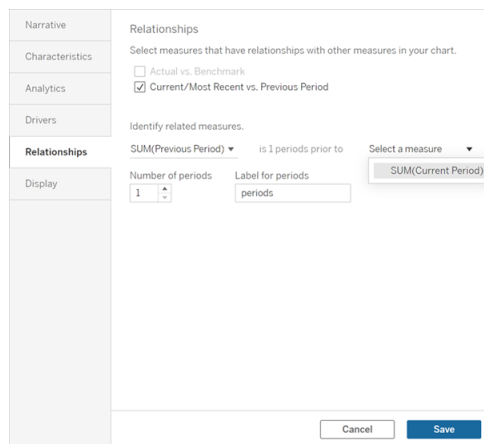 Narrative
Characteristics
Analytics
Drivers
Relationships
Display
Relationships
Select measures that have relationships with other measures in your chart.
Actual vs. Benchmark
Current/Most Recent vs. Previous Period
Identify related measures.
SUM(Previous Period) is 1 periods prior to Select a measure
SUM(Current Period)
Number of periods Label for periods
1 periods
Cancel Save